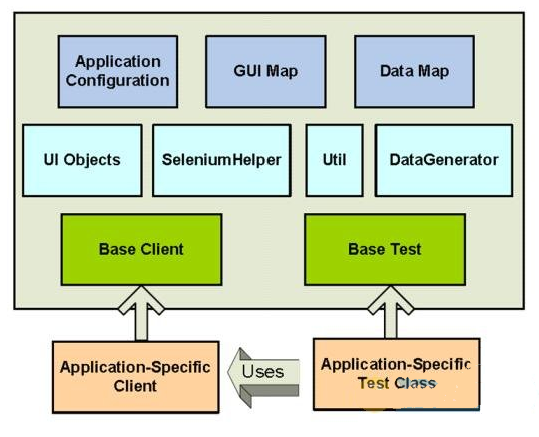 Application
Configuration
GUI Map
Data Map
UI Objects
SeleniumHelper
Util
DataGenerator
Base Client
Base Test
Application-Specific
Client
Uses
Application-Specific
Test Class